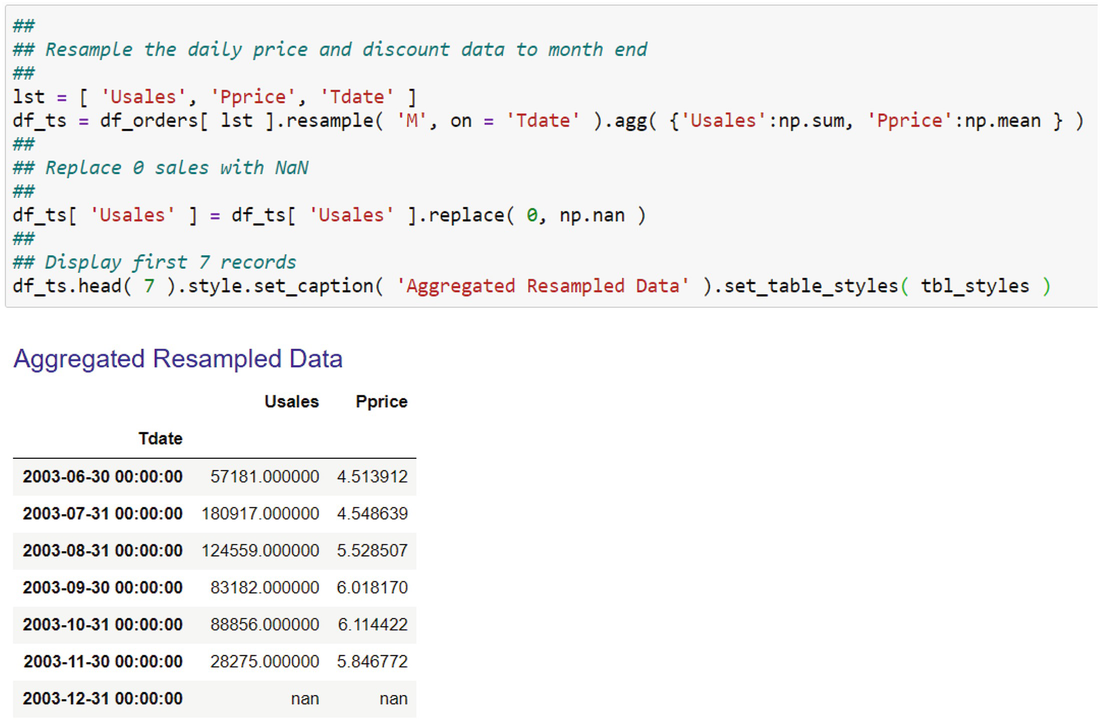 ##
## Resample the daily price and discount data to month end
##
lst = [ 'Usales', 'Pprice', 'Tdate' ]
df_ts = df_orders[ lst ].resample( 'M', on = 'Tdate' ).agg( {'Usales':np.sum, 'Pprice':np.mean } )
##
## Replace 0 sales with NaN
##
df_ts[ 'Usales' ] = df_ts[ 'Usales' ].replace( 0, np.nan )
##
## Display first 7 records
df_ts.head( 7 ).style.set_caption( 'Aggregated Resampled Data' ).set_table_styles( tbl_styles )
Aggregated Resampled Data
Usales Pprice
Tdate
2003-06-30 00:00:00 57181.000000 4.513912
2003-07-31 00:00:00 180917.000000 4.548639
2003-08-31 00:00:00 124559.000000 5.528507
2003-09-30 00:00:00 83182.000000 6.018170
2003-10-31 00:00:00 88856.000000 6.114422
2003-11-30 00:00:00 28275.000000 5.846772
2003-12-31 00:00:00 nan nan